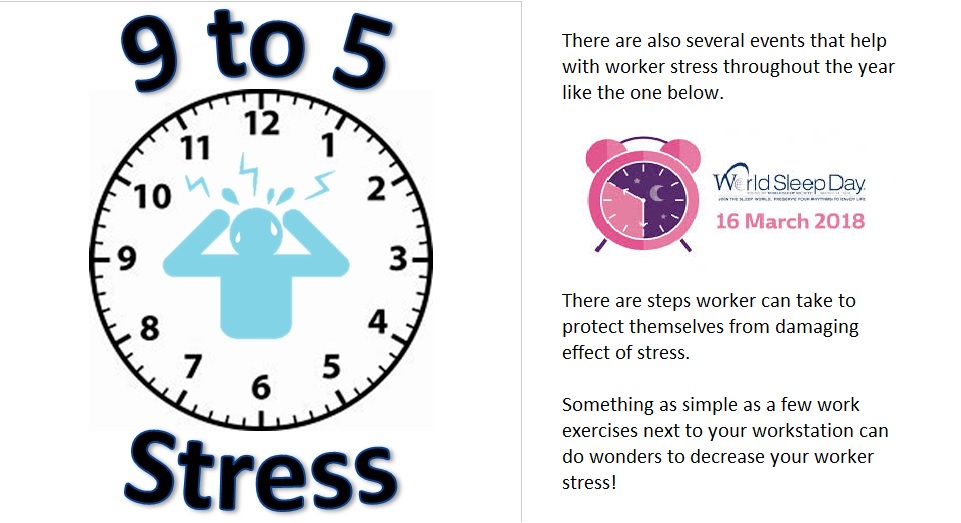 9 to 5
12
11
1
10
2
9
3
8
4
7
5
6
Stress
There are also several events that help
with worker stress throughout the year
like the one below.
World Sleep Day
JOIN THE SLEEP WORLD, PRESERVE YOUR RHYTHMS TO ENJOY LIFE
16 March 2018
There are steps worker can take to
protect themselves from damaging
effect of stress.
Something as simple as a few work
exercises next to your workstation can
do wonders to decrease your worker
stress!